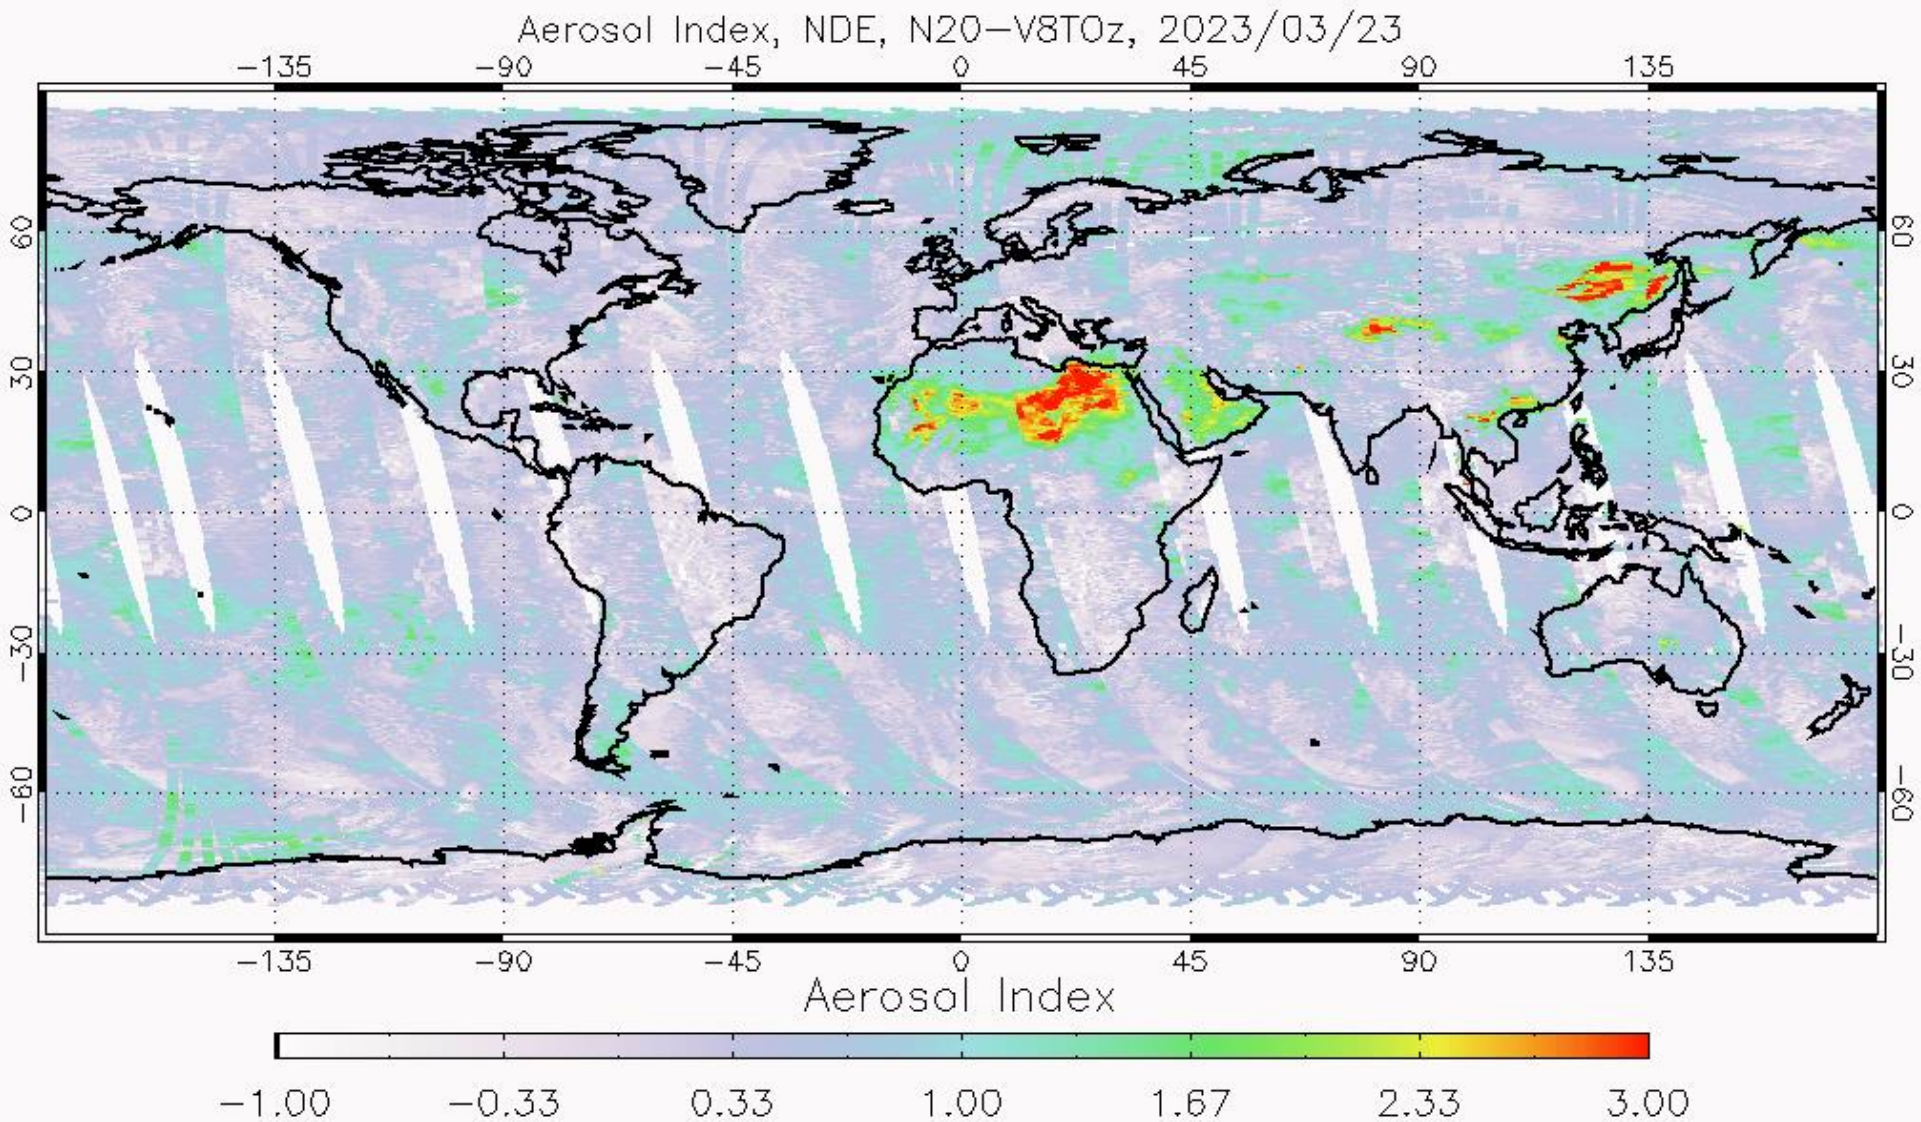 Aerosol Index, NDE, N20-V8TOz, 2023/03/23
-135 -90 -45 0 45 90 135
60 60
30 30
0 0
-30 -30
-60 -60
-135 -90 -45 0 45 90 135
Aerosol Index
-1.00 -0.33 0.33 1.00 1.67 2.33 3.00